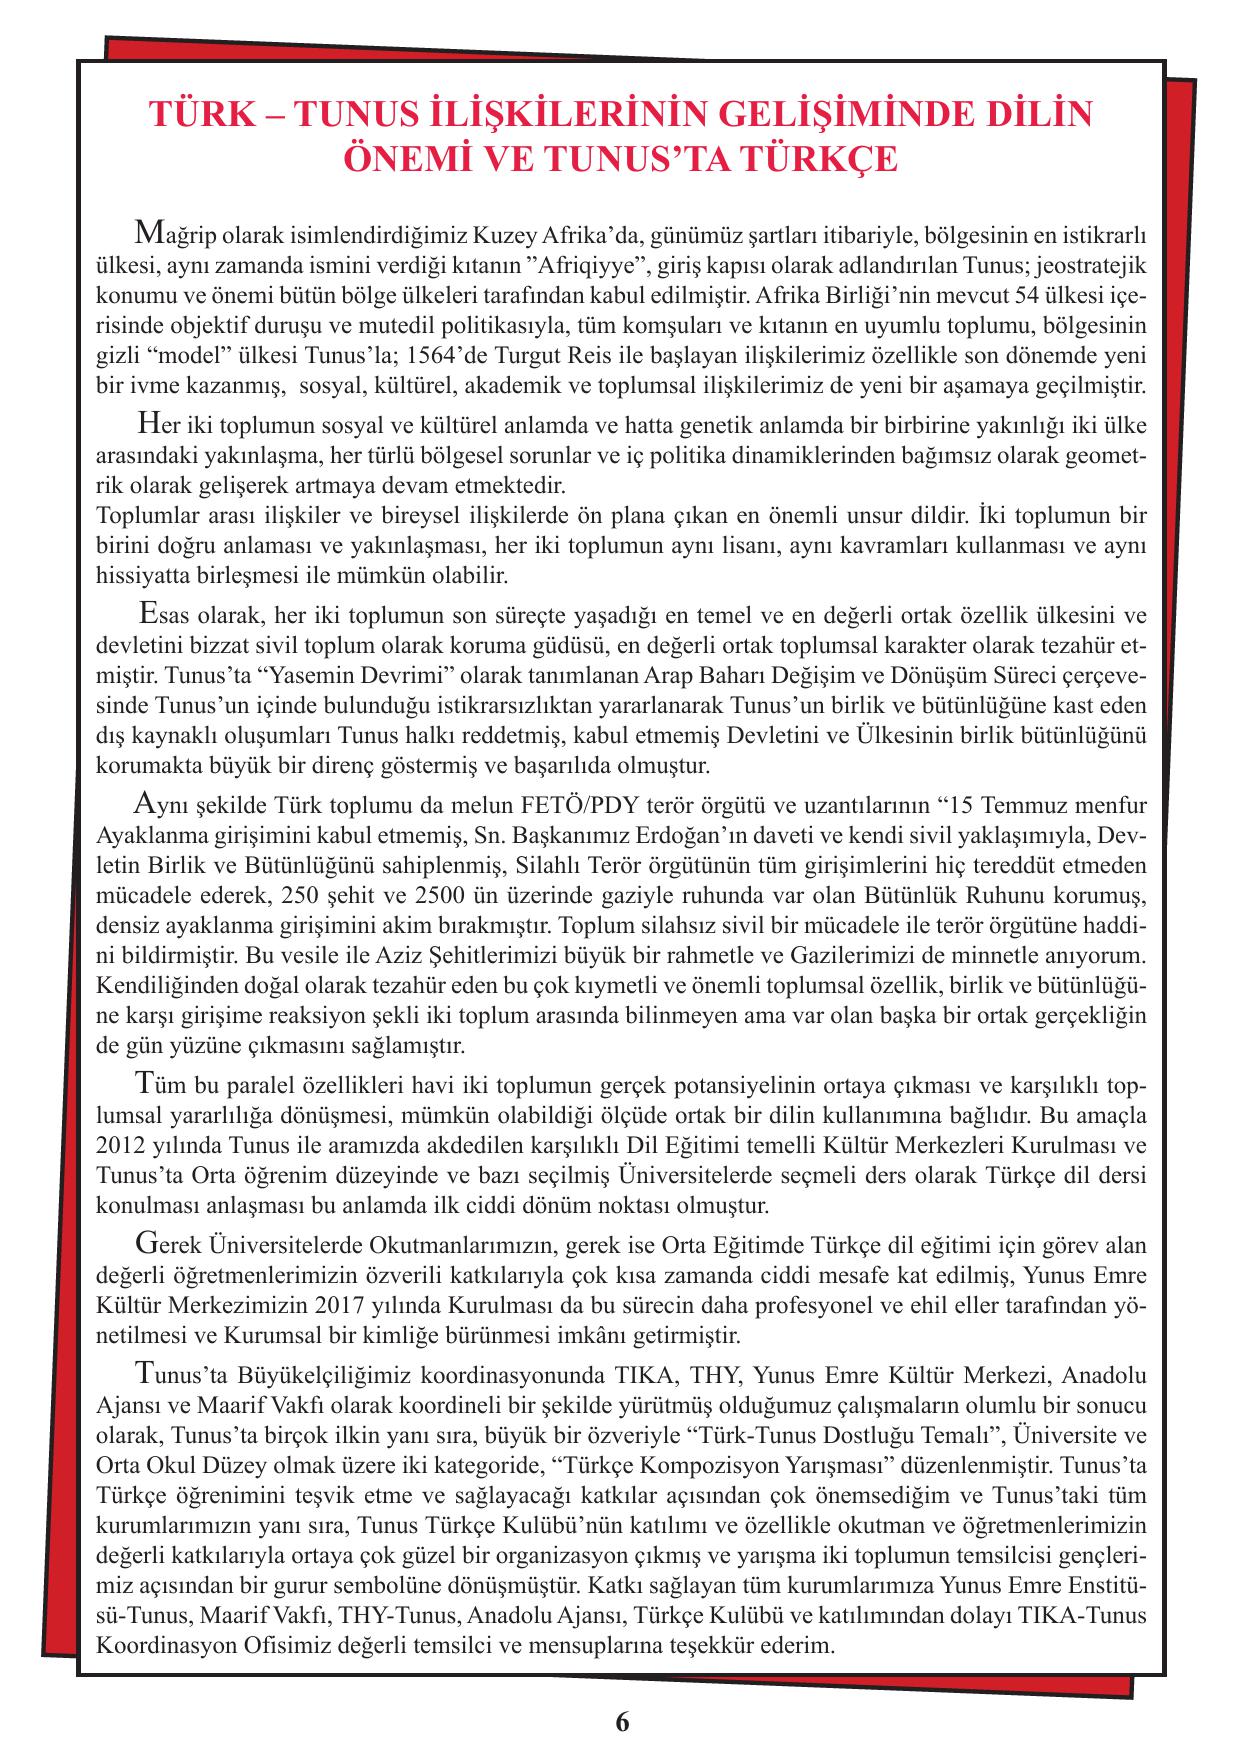 TÜRK – TUNUS İLİŞKİLERİNİN GELİŞİMİNDE DİLİN
ÖNEMİ VE TUNUS’TA TÜRKÇE
Mağrip olarak isimlendirdiğimiz Kuzey Afrika’da, günümüz şartları itibariyle, bölgesinin en istikrarlı
ülkesi, aynı zamanda ismini verdiği kıtanın ”Afriqiyye”, giriş kapısı olarak adlandırılan Tunus; jeostratejik
konumu ve önemi bütün bölge ülkeleri tarafından kabul edilmiştir. Afrika Birliği’nin mevcut 54 ülkesi içe-
risinde objektif duruşu ve mutedil politikasıyla, tüm komşuları ve kıtanın en uyumlu toplumu, bölgesinin
gizli “model” ülkesi Tunus’la; 1564’de Turgut Reis ile başlayan ilişkilerimiz özellikle son dönemde yeni
bir ivme kazanmış,  sosyal, kültürel, akademik ve toplumsal ilişkilerimiz de yeni bir aşamaya geçilmiştir.
Her iki toplumun sosyal ve kültürel anlamda ve hatta genetik anlamda bir birbirine yakınlığı iki ülke
arasındaki yakınlaşma, her türlü bölgesel sorunlar ve iç politika dinamiklerinden bağımsız olarak geomet-
rik olarak gelişerek artmaya devam etmektedir.
Toplumlar arası ilişkiler ve bireysel ilişkilerde ön plana çıkan en önemli unsur dildir. İki toplumun bir
birini doğru anlaması ve yakınlaşması, her iki toplumun aynı lisanı, aynı kavramları kullanması ve aynı
hissiyatta birleşmesi ile mümkün olabilir.
Esas olarak, her iki toplumun son süreçte yaşadığı en temel ve en değerli ortak özellik ülkesini ve
devletini bizzat sivil toplum olarak koruma güdüsü, en değerli ortak toplumsal karakter olarak tezahür et-
miştir. Tunus’ta “Yasemin Devrimi” olarak tanımlanan Arap Baharı Değişim ve Dönüşüm Süreci çerçeve-
sinde Tunus’un içinde bulunduğu istikrarsızlıktan yararlanarak Tunus’un birlik ve bütünlüğüne kast eden
dış kaynaklı oluşumları Tunus halkı reddetmiş, kabul etmemiş Devletini ve Ülkesinin birlik bütünlüğünü
korumakta büyük bir direnç göstermiş ve başarılıda olmuştur.
Aynı şekilde Türk toplumu da melun FETÖ/PDY terör örgütü ve uzantılarının “15 Temmuz menfur
Ayaklanma girişimini kabul etmemiş, Sn. Başkanımız Erdoğan’ın daveti ve kendi sivil yaklaşımıyla, Dev-
letin Birlik ve Bütünlüğünü sahiplenmiş, Silahlı Terör örgütünün tüm girişimlerini hiç tereddüt etmeden
mücadele ederek, 250 şehit ve 2500 ün üzerinde gaziyle ruhunda var olan Bütünlük Ruhunu korumuş,
densiz ayaklanma girişimini akim bırakmıştır. Toplum silahsız sivil bir mücadele ile terör örgütüne haddi-
ni bildirmiştir. Bu vesile ile Aziz Şehitlerimizi büyük bir rahmetle ve Gazilerimizi de minnetle anıyorum.
Kendiliğinden doğal olarak tezahür eden bu çok kıymetli ve önemli toplumsal özellik, birlik ve bütünlüğü-
ne karşı girişime reaksiyon şekli iki toplum arasında bilinmeyen ama var olan başka bir ortak gerçekliğin
de gün yüzüne çıkmasını sağlamıştır.
Tüm bu paralel özellikleri havi iki toplumun gerçek potansiyelinin ortaya çıkması ve karşılıklı top-
lumsal yararlılığa dönüşmesi, mümkün olabildiği ölçüde ortak bir dilin kullanımına bağlıdır. Bu amaçla
2012 yılında Tunus ile aramızda akdedilen karşılıklı Dil Eğitimi temelli Kültür Merkezleri Kurulması ve
Tunus’ta Orta öğrenim düzeyinde ve bazı seçilmiş Üniversitelerde seçmeli ders olarak Türkçe dil dersi
konulması anlaşması bu anlamda ilk ciddi dönüm noktası olmuştur.
Gerek Üniversitelerde Okutmanlarımızın, gerek ise Orta Eğitimde Türkçe dil eğitimi için görev alan
değerli öğretmenlerimizin özverili katkılarıyla çok kısa zamanda ciddi mesafe kat edilmiş, Yunus Emre
Kültür Merkezimizin 2017 yılında Kurulması da bu sürecin daha profesyonel ve ehil eller tarafından yö-
netilmesi ve Kurumsal bir kimliğe bürünmesi imkânı getirmiştir.
Tunus’ta Büyükelçiliğimiz koordinasyonunda TIKA, THY, Yunus Emre Kültür Merkezi, Anadolu
Ajansı ve Maarif Vakfı olarak koordineli bir şekilde yürütmüş olduğumuz çalışmaların olumlu bir sonucu
olarak, Tunus’ta birçok ilkin yanı sıra, büyük bir özveriyle “Türk-Tunus Dostluğu Temalı”, Üniversite ve
Orta Okul Düzey olmak üzere iki kategoride, “Türkçe Kompozisyon Yarışması” düzenlenmiştir. Tunus’ta
Türkçe öğrenimini teşvik etme ve sağlayacağı katkılar açısından çok önemsediğim ve Tunus’taki tüm
kurumlarımızın yanı sıra, Tunus Türkçe Kulübü’nün katılımı ve özellikle okutman ve öğretmenlerimizin
değerli katkılarıyla ortaya çok güzel bir organizasyon çıkmış ve yarışma iki toplumun temsilcisi gençleri-
miz açısından bir gurur sembolüne dönüşmüştür. Katkı sağlayan tüm kurumlarımıza Yunus Emre Enstitü-
sü-Tunus, Maarif Vakfı, THY-Tunus, Anadolu Ajansı, Türkçe Kulübü ve katılımından dolayı TIKA-Tunus
Koordinasyon Ofisimiz değerli temsilci ve mensuplarına teşekkür ederim.
6